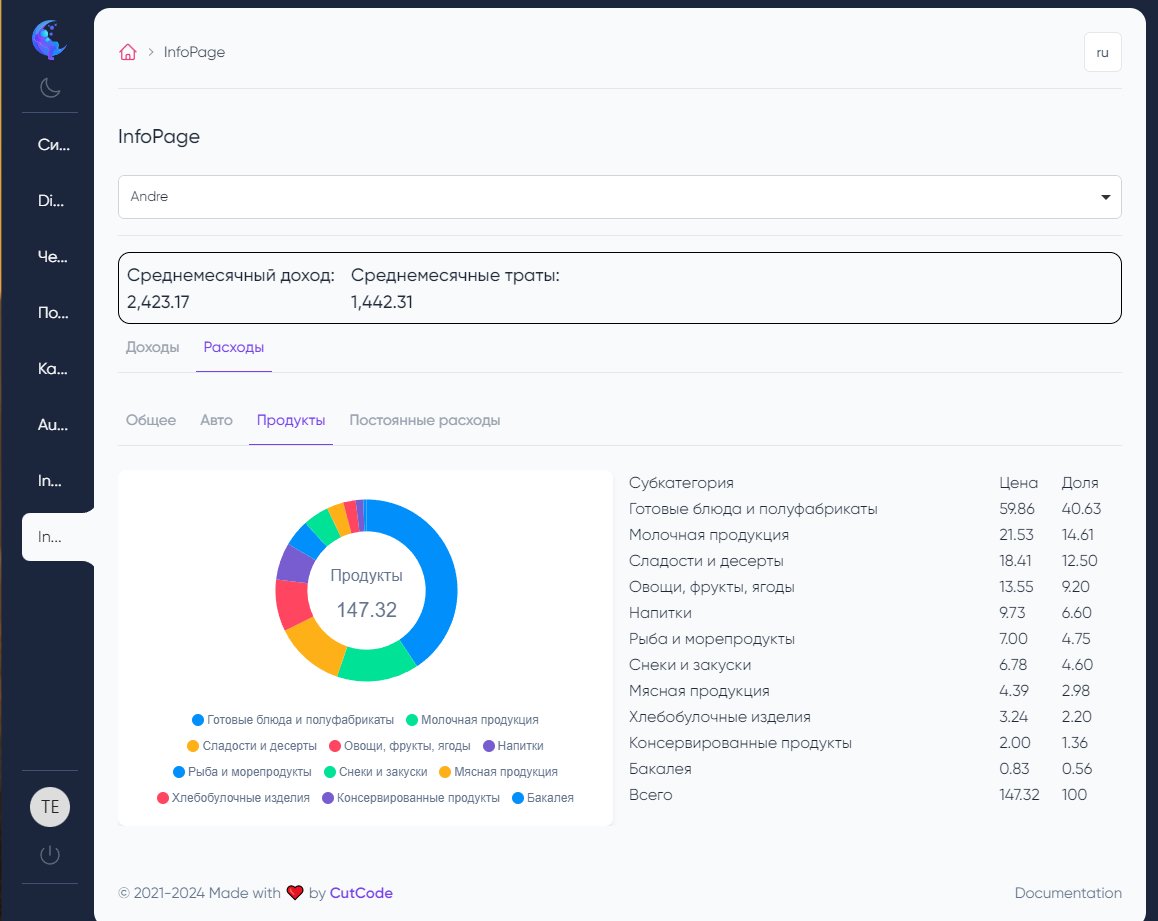 InfoPage
ru
Си...
InfoPage
Di...
Andre
Че...
Среднемесячный доход: Среднемесячные траты:
2,423.17 1,442.31
По...
Доходы Расходы
Ка...
Общее Авто Продукты Постоянные расходы
Au...
In...
In...
Субкатегория Цена Доля
Готовые блюда и полуфабрикаты 59.86 40.63
Молочная продукция 21.53 14.61
Сладости и десерты 18.41 12.50
Овощи, фрукты, ягоды 13.55 9.20
Напитки 9.73 6.60
Рыба и морепродукты 7.00 4.75
Снеки и закуски 6.78 4.60
Мясная продукция 4.39 2.98
Хлебобулочные изделия 3.24 2.20
Консервированные продукты 2.00 1.36
Бакалея 0.83 0.56
Всего 147.32 100
Продукты
147.32
Готовые блюда и полуфабрикаты Молочная продукция
Сладости и десерты Овощи, фрукты, ягоды Напитки
Рыба и морепродукты Снеки и закуски Мясная продукция
Хлебобулочные изделия Консервированные продукты Бакалея
TE
© 2021-2024 Made with ❤️ by CutCode
Documentation